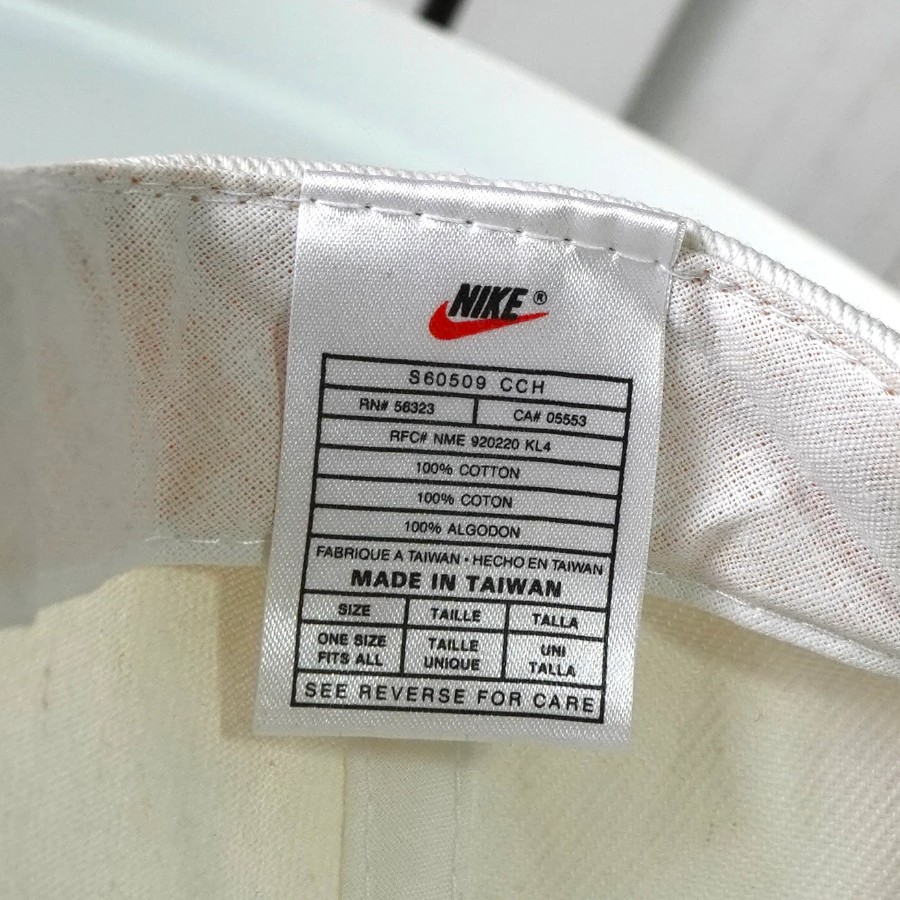 NIKE ®
S60509 CCH
RN# 56323 CA# 05553
RFC# NME 920220 KL4
100% COTTON
100% COTON
100% ALGODON
FABRIQUE A TAIWAN • HECHO EN TAIWAN
MADE IN TAIWAN
SIZE TAILLE TALLA
ONE SIZE FITS ALL TAILLE UNIQUE UNI TALLA
SEE REVERSE FOR CARE